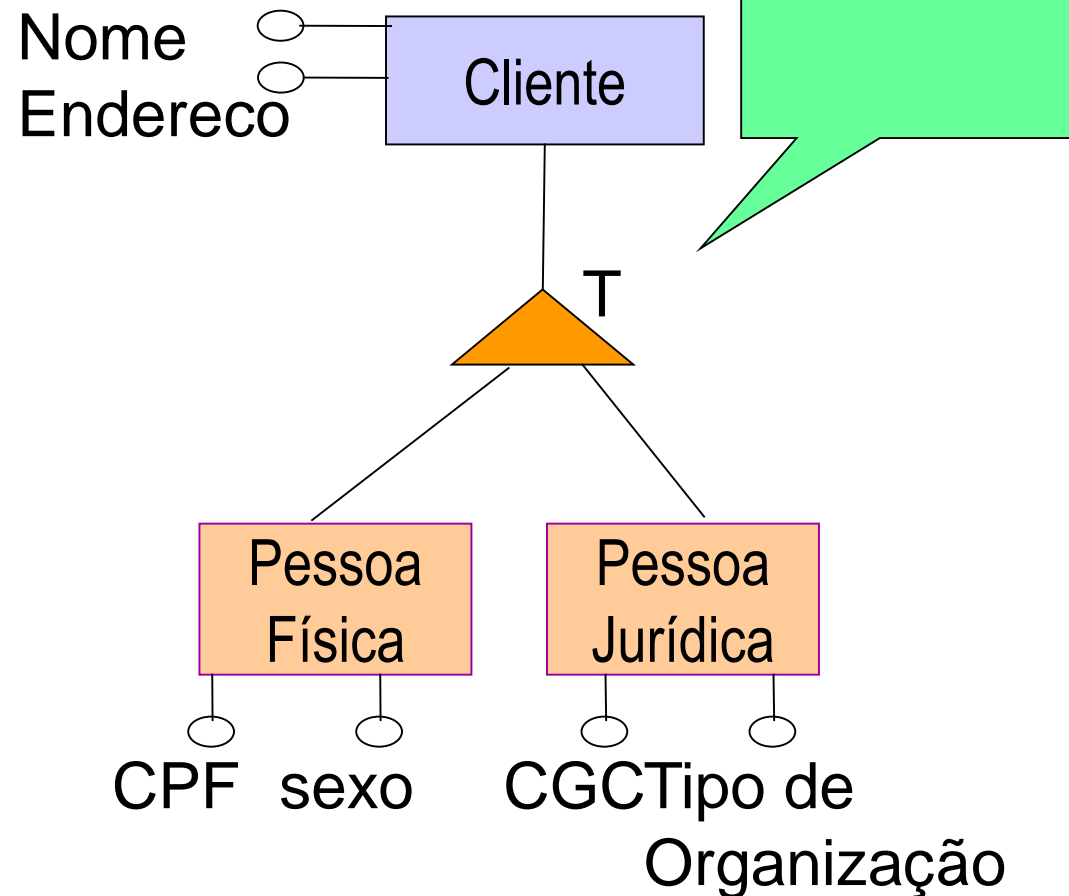 Nome
Endereco
Cliente
T
Pessoa
Física
Pessoa
Jurídica
CPF sexo CGCTipo de
Organização